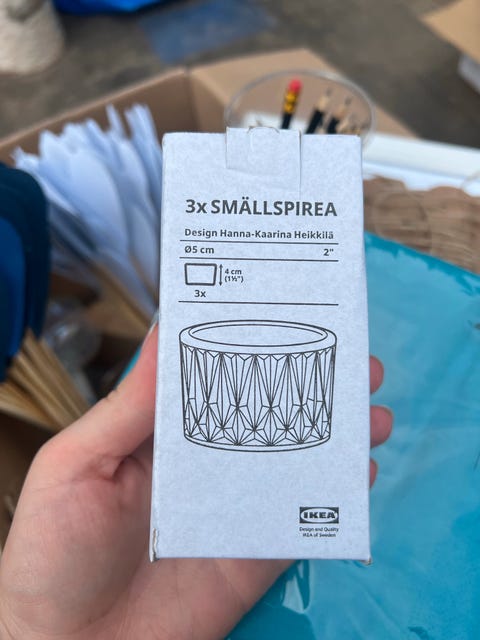 3x SMÄLLSPIREA
Design Hanna-Kaarina Heikkilä
Ø5 cm 2"
4 cm
(1½")
3x
IKEA
Design and Quality
IKEA of Sweden